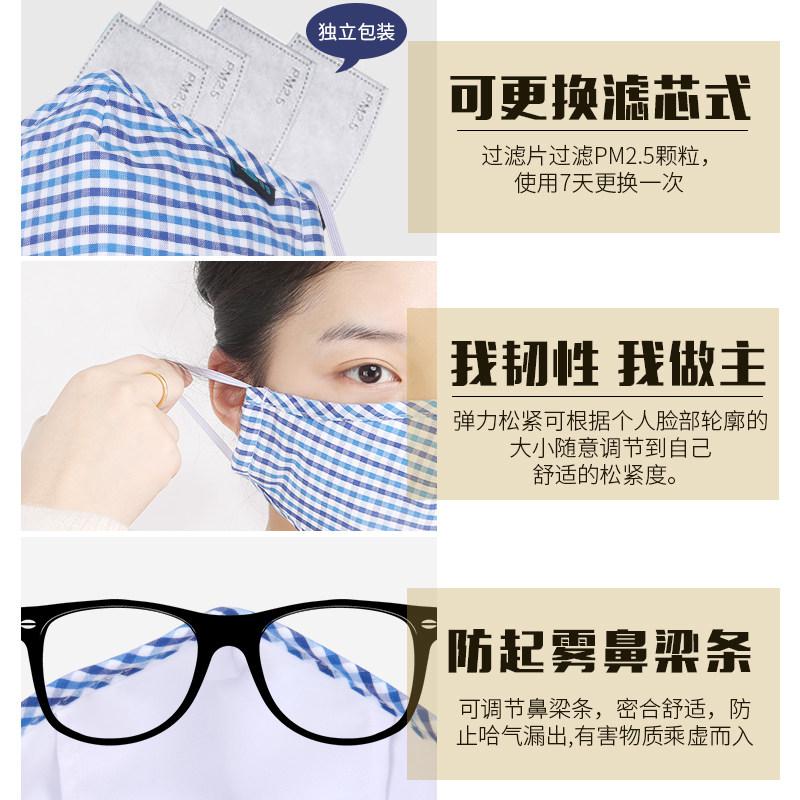 独立包装
PM2.5
PM2.5
PM2.5
PM2.5
可更换滤芯式
过滤片过滤PM2.5颗粒，
使用7天更换一次
我韧性 我做主
弹力松紧可根据个人脸部轮廓的
大小随意调节到自己
舒适的松紧度。
防起雾鼻梁条
可调节鼻梁条，密合舒适，防
止哈气漏出,有害物质乘虚而入